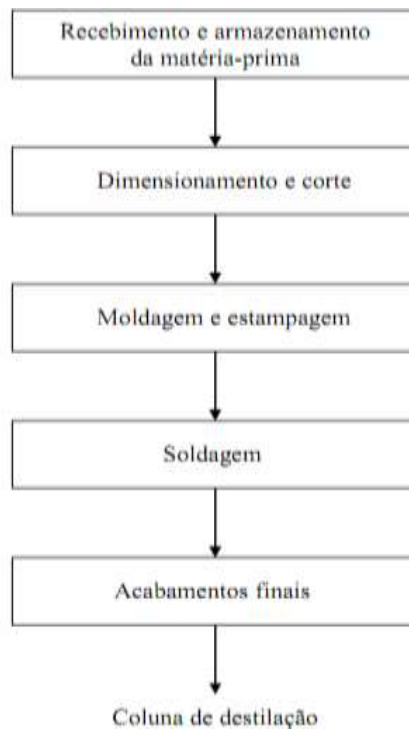 Recebimento e armazenamento
da matéria-prima
Dimensionamento e corte
Moldagem e estampagem
Soldagem
Acabamentos finais
Coluna de destilação